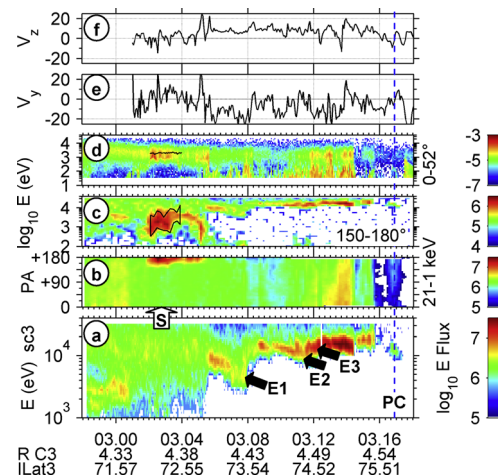 f
V_z
20
0
-20
e
V_y
20
0
-20
d
4
3
2
1
0-52°
-3
-5
-7
log10 E (eV)
c
4
3
2
150-180°
6
5
4
PA
+180
+90
0
b
21-1 keV
7
6
5
S
a
E (eV) sc3
10^4
10^3
E1
E2
E3
PC
log10 E Flux
7
6
5
03.00 03.04 03.08 03.12 03.16
R C3 4.33 4.38 4.43 4.49 4.54
ILat3 71.57 72.55 73.54 74.52 75.51